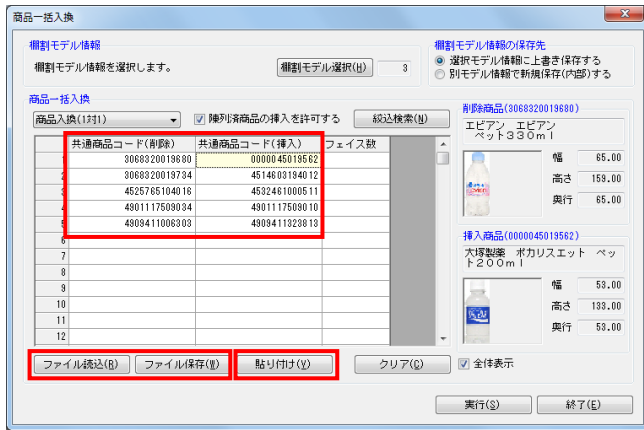 商品一括入換
棚割モデル情報
棚割モデル情報を選択します。
棚割モデル選択(H)
3
棚割モデル情報の保存先
選択モデル情報に上書き保存する
別モデル情報で新規保存(内部)する
商品一括入換
商品入換(1対1)
陳列済商品の挿入を許可する
絞込検索(N)
共通商品コード(削除) 共通商品コード(挿入) フェイス数
1 3068320019680 0000045019562
2 3068320019734 4514603194012
3 4525765104016 4532461000511
4 4901117509034 4901117509010
5 4909411006303 4909411323813
6
7
8
9
10
11
12
ファイル読込(R)
ファイル保存(W)
貼り付け(V)
クリア(C)
全体表示
削除商品(3068320019680)
エビアン エビアン
ペット330ml
幅 65.00
高さ 159.00
奥行 65.00
挿入商品(0000045019562)
大塚製薬 ポカリスエット ペッ
ト200ml
幅 53.00
高さ 133.00
奥行 53.00
実行(S)
終了(E)